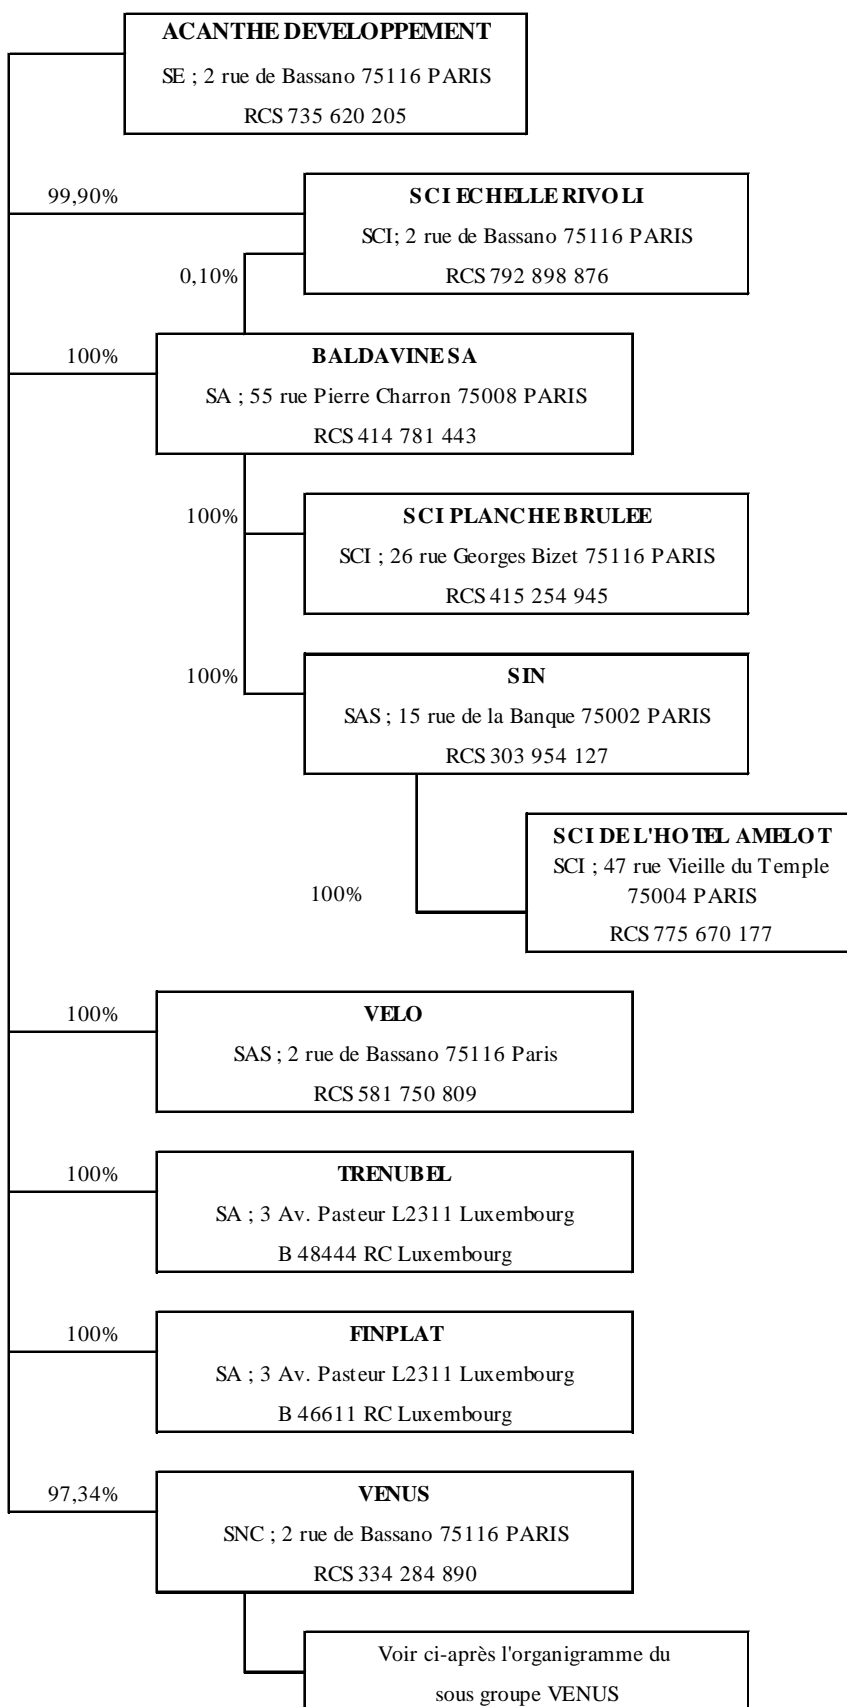 ACANTHE DEVELOPPEMENT
SE ; 2 rue de Bassano 75116 PARIS
RCS 735 620 205
99,90%
SCI ECHELLE RIVOLI
SCI; 2 rue de Bassano 75116 PARIS
RCS 792 898 876
0,10%
100%
BALDAVINE SA
SA ; 55 rue Pierre Charron 75008 PARIS
RCS 414 781 443
100%
SCI PLANCHE BRULEE
SCI ; 26 rue Georges Bizet 75116 PARIS
RCS 415 254 945
100%
SIN
SAS ; 15 rue de la Banque 75002 PARIS
RCS 303 954 127
100%
SCI DE L'HOTEL AMELOT
SCI ; 47 rue Vieille du Temple
75004 PARIS
RCS 775 670 177
100%
VELO
SAS ; 2 rue de Bassano 75116 Paris
RCS 581 750 809
100%
TRENUBEL
SA ; 3 Av. Pasteur L2311 Luxembourg
B 48444 RC Luxembourg
100%
FINPLAT
SA ; 3 Av. Pasteur L2311 Luxembourg
B 46611 RC Luxembourg
97,34%
VENUS
SNC ; 2 rue de Bassano 75116 PARIS
RCS 334 284 890
Voir ci-après l'organigramme du
sous groupe VENUS